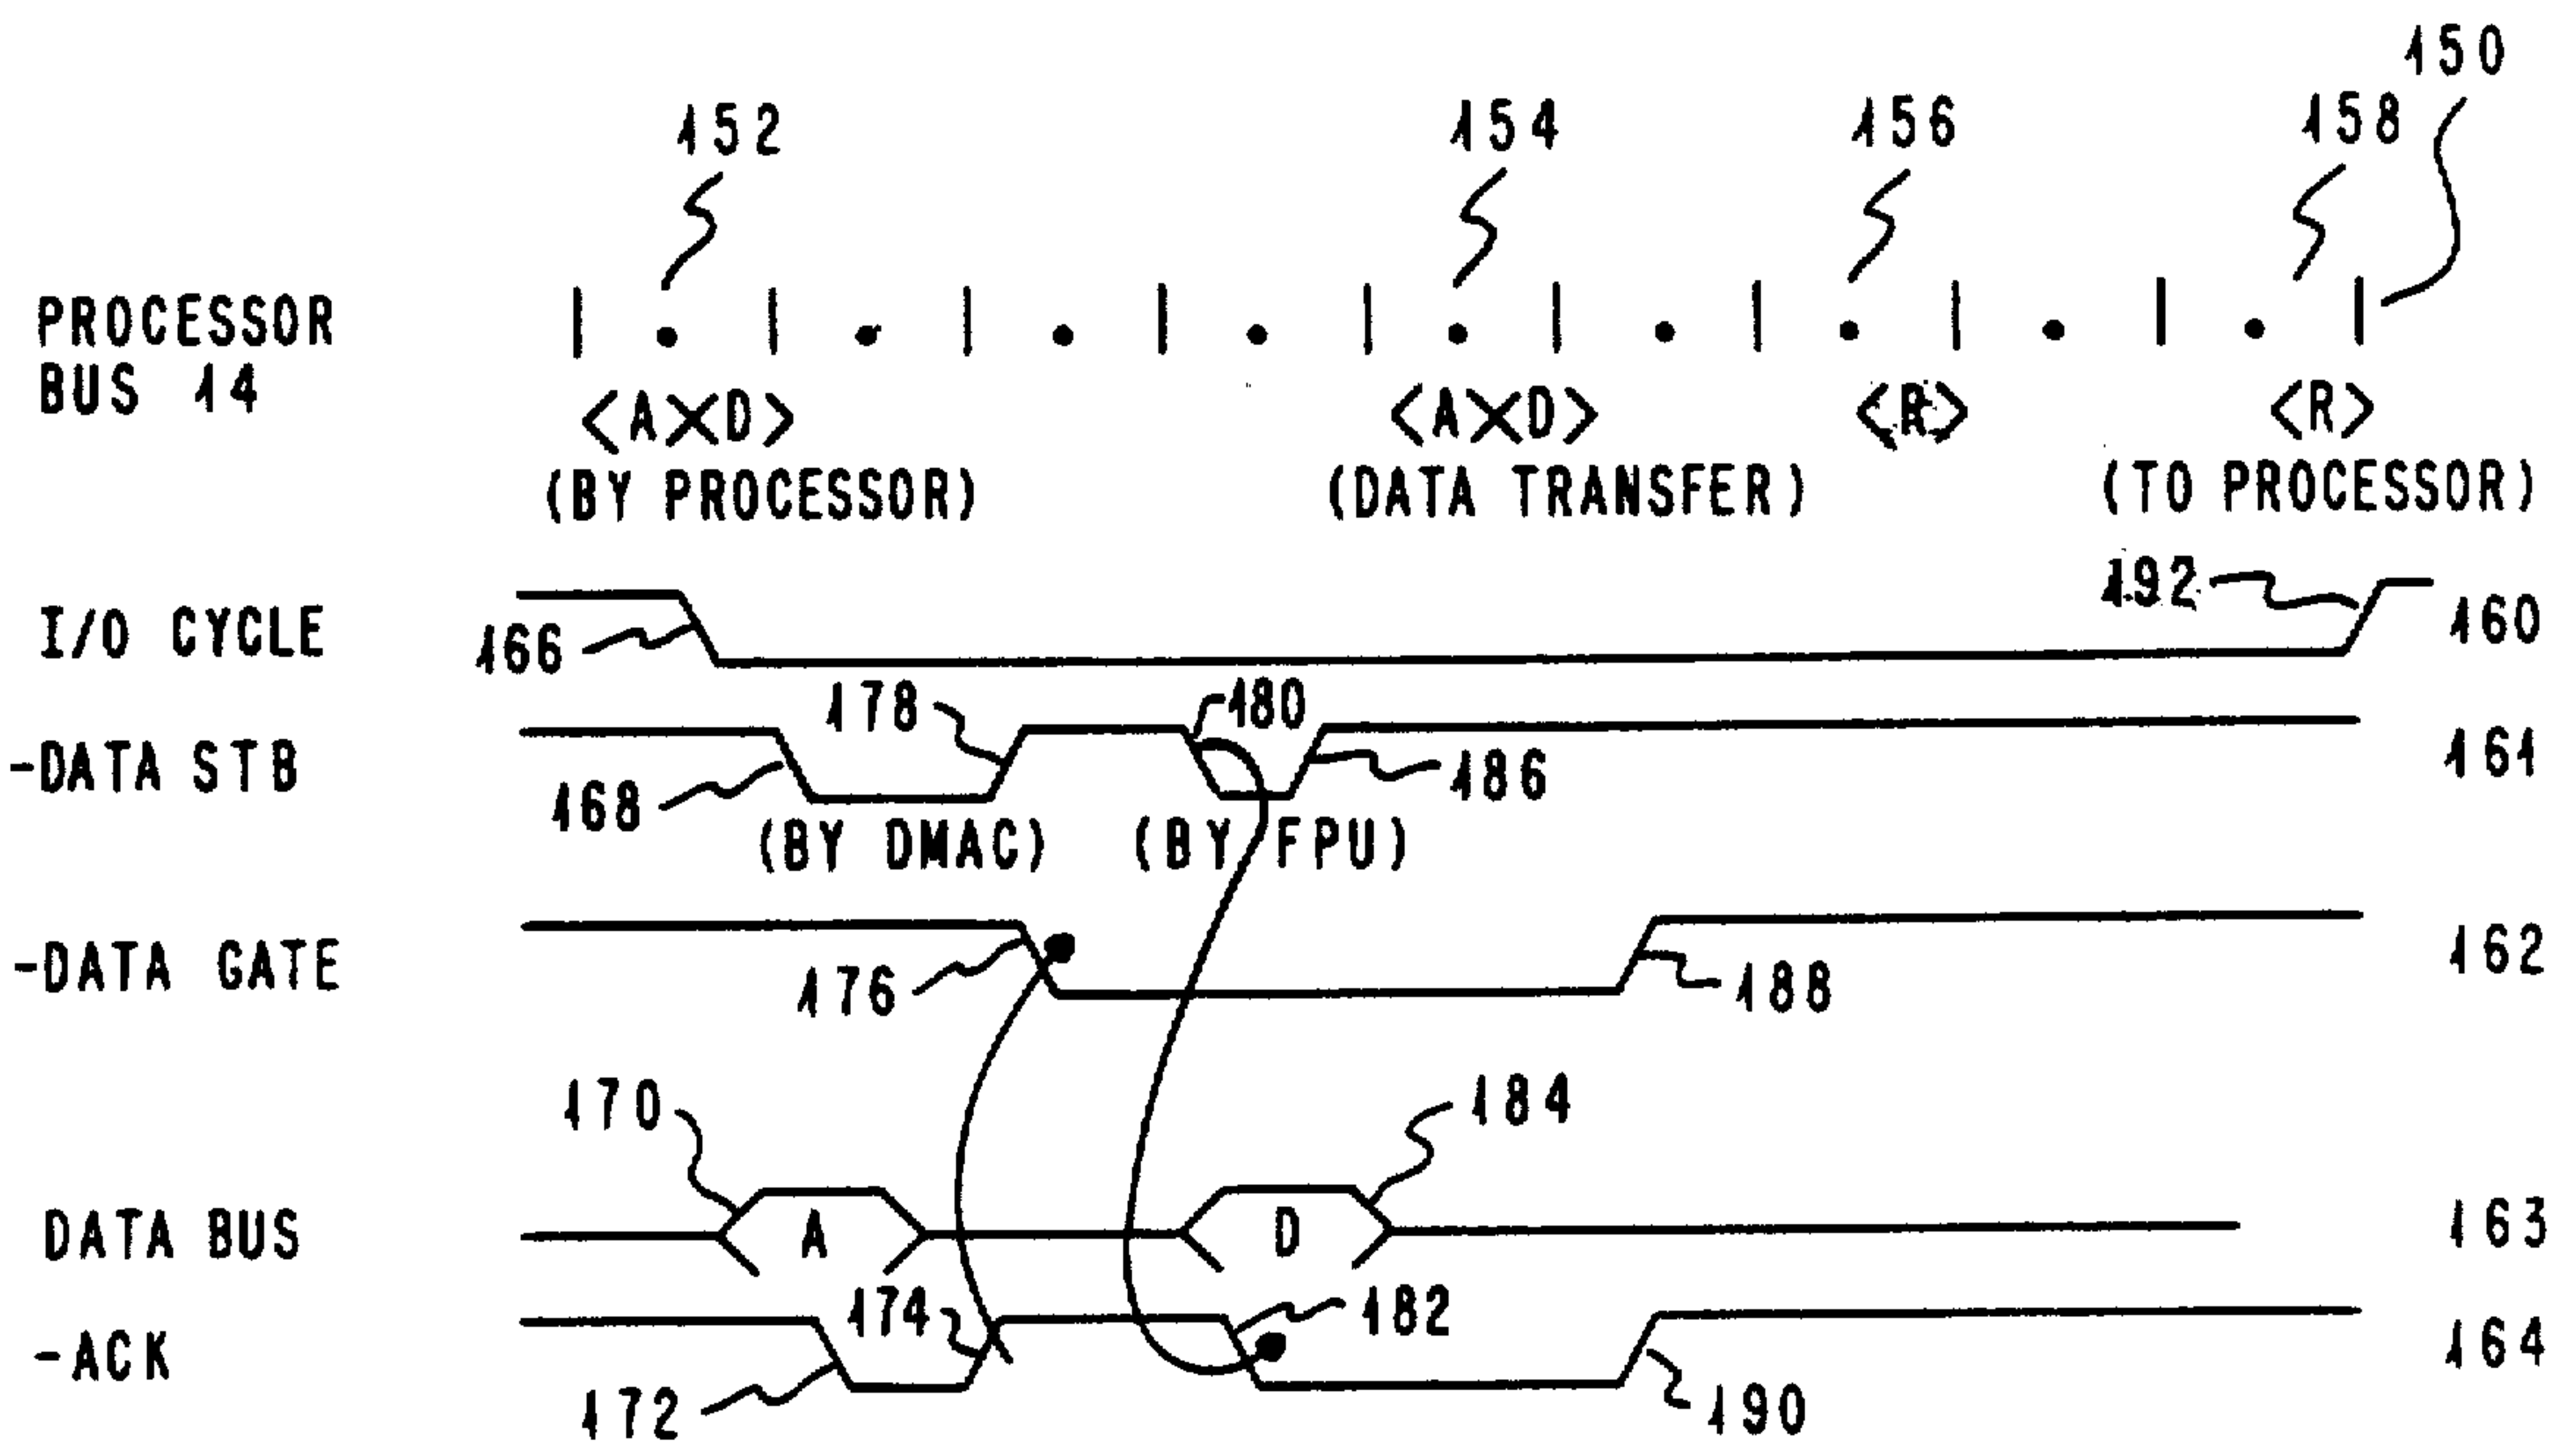 150
152 154 156 158
PROCESSOR
BUS 14
<A X D> <A X D> <R> <R>
(BY PROCESSOR) (DATA TRANSFER) (TO PROCESSOR)
192
I/O CYCLE 166 160
178 180
-DATA STB 161
168 186
(BY DMAC) (BY FPU)
-DATA GATE 162
176 188
170 184
DATA BUS A D 163
174 182
-ACK 164
172 190